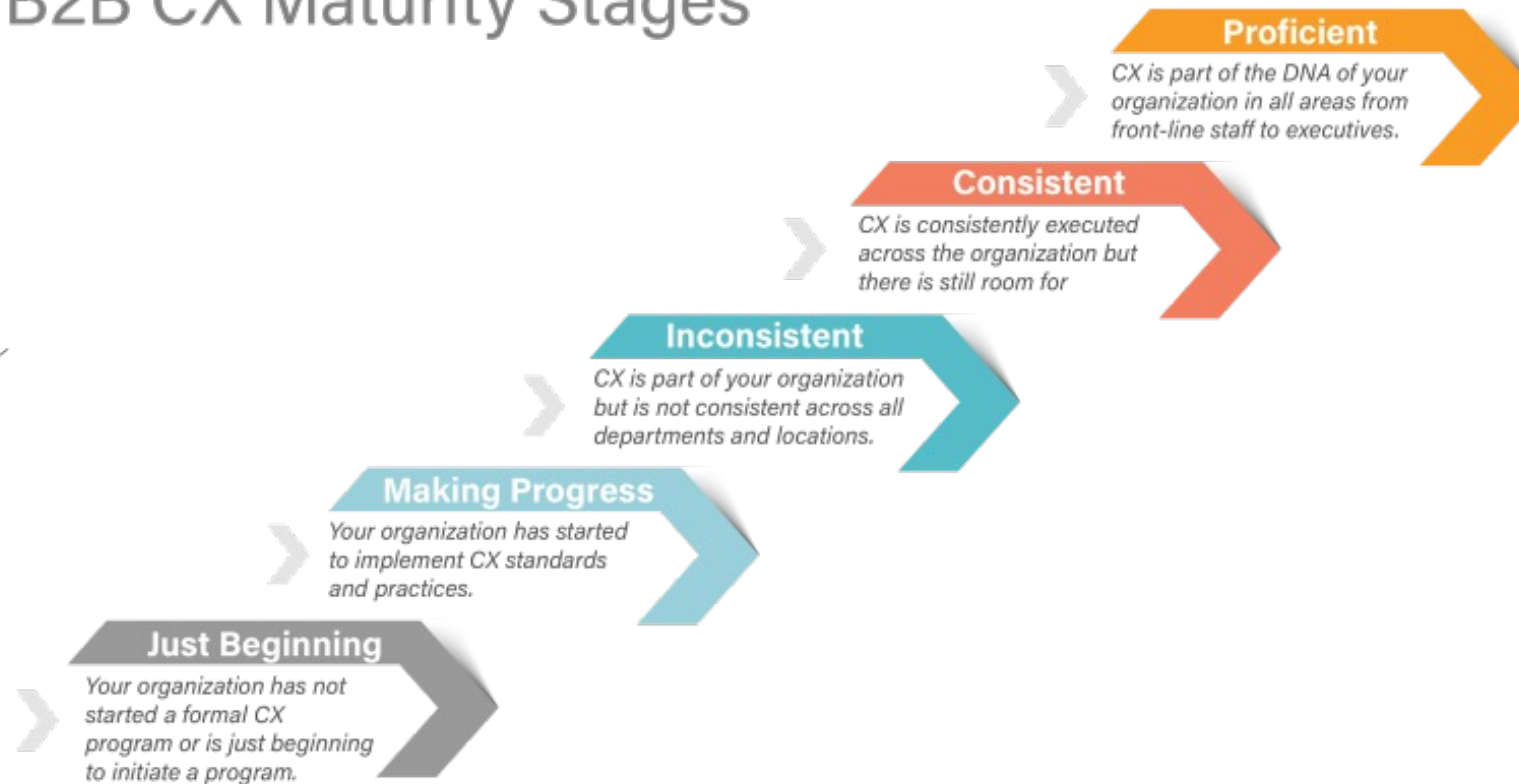 B2B CX Maturity Stages
Proficient
CX is part of the DNA of your
organization in all areas from
front-line staff to executives.
Consistent
CX is consistently executed
across the organization but
there is still room for
Inconsistent
CX is part of your organization
but is not consistent across all
departments and locations.
Making Progress
Your organization has started
to implement CX standards
and practices.
Just Beginning
Your organization has not
started a formal CX
program or is just beginning
to initiate a program.